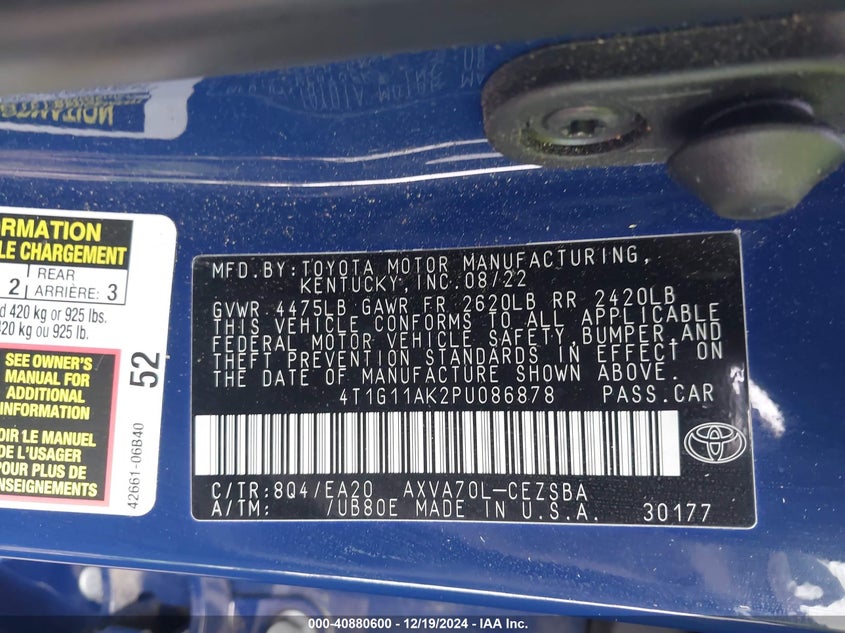 ORMATION
LE CHARGEMENT
2 REAR ARRIÈRE: 3
d 420 kg or 925 lbs.
420 kg ou 925 lb.
SEE OWNER'S
MANUAL FOR
ADDITIONAL
OIR LE MANUEL
DE L'USAGER
POUR PLUS DE
NSEIGNEMENTS
52
42661-06B40
MFD. BY: TOYOTA MOTOR MANUFACTURING,
KENTUCKY, INC. 08/22
GVWR 4475LB GAWR FR 2620LB RR 2420LB
THIS VEHICLE CONFORMS TO ALL APPLICABLE
FEDERAL MOTOR VEHICLE SAFETY, BUMPER, AND
THEFT PREVENTION STANDARDS IN EFFECT ON
THE DATE OF MANUFACTURE SHOWN ABOVE.
4T1G11AK2PU086878 PASS.CAR
C/TR: 8Q4/EA20 AXVA70L-CEZSBA
A/TM: /UB80E MADE IN U.S.A. 30177
000-40880600 - 12/19/2024 - IAA Inc.